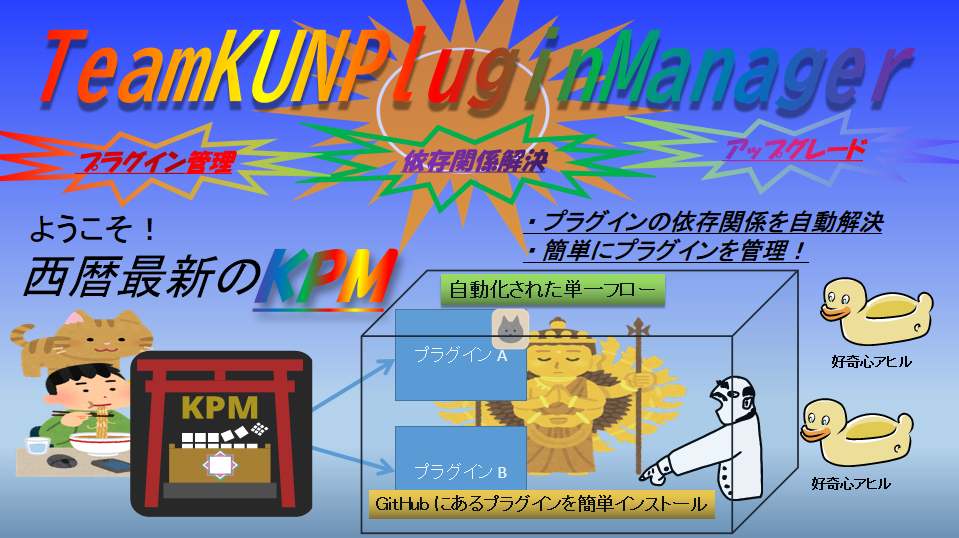 TeamKUNPluginManager
プラグイン管理
依存関係解決
アップグレード
ようこそ！
西暦最新のKPM
・プラグインの依存関係を自動解決
・簡単にプラグインを管理！
自動化された単一フロー
プラグイン A
KPM
プラグイン B
GitHub にあるプラグインを簡単インストール
好奇心アヒル
好奇心アヒル